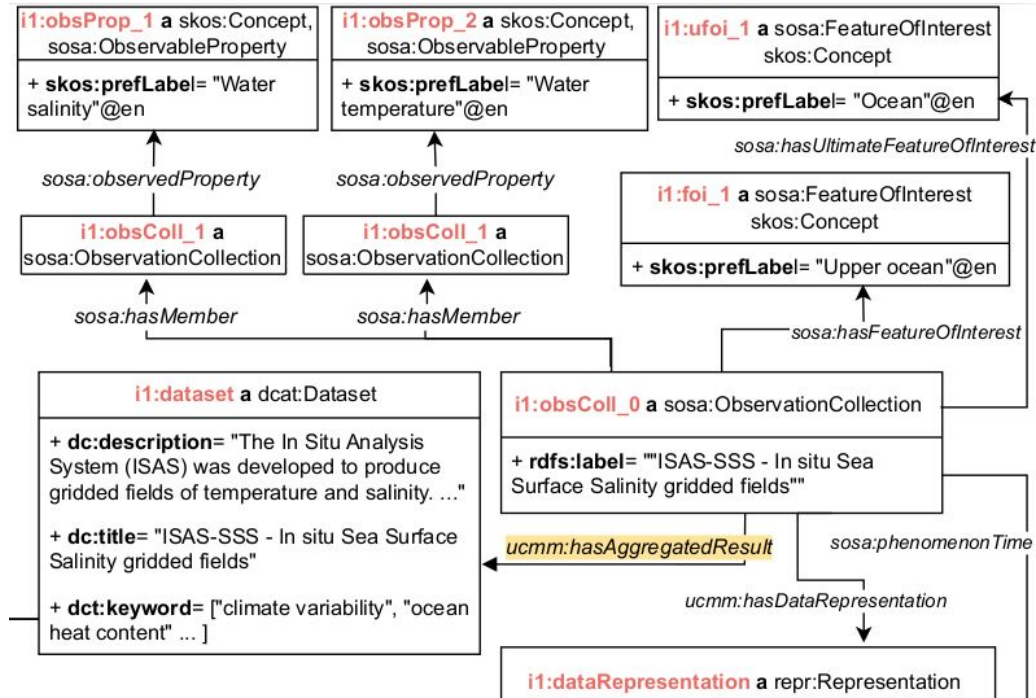 i1:obsProp_1 a skos:Concept,
sosa:ObservableProperty
+ skos:prefLabel= "Water
salinity"@en
i1:obsProp_2 a skos:Concept,
sosa:ObservableProperty
+ skos:prefLabel= "Water
temperature"@en
i1:ufoi_1 a sosa:FeatureOfInterest
skos:Concept
+ skos:prefLabel= "Ocean"@en
sosa:hasUltimateFeatureOfInterest
sosa:observedProperty
sosa:observedProperty
i1:foi_1 a sosa:FeatureOfInterest
skos:Concept
+ skos:prefLabel= "Upper ocean"@en
i1:obsColl_1 a
sosa:ObservationCollection
i1:obsColl_1 a
sosa:ObservationCollection
sosa:hasMember
sosa:hasMember
sosa:hasFeatureOfInterest
i1:dataset a dcat:Dataset
+ dc:description= "The In Situ Analysis
System (ISAS) was developed to produce
gridded fields of temperature and salinity. ..."
+ dc:title= "ISAS-SSS - In situ Sea Surface
Salinity gridded fields"
+ dct:keyword= ["climate variability", "ocean
heat content" ... ]
i1:obsColl_0 a sosa:ObservationCollection
+ rdfs:label= ""ISAS-SSS - In situ Sea
Surface Salinity gridded fields""
ucmm:hasAggregatedResult
sosa:phenomenonTime
ucmm:hasDataRepresentation
i1:dataRepresentation a repr:Representation